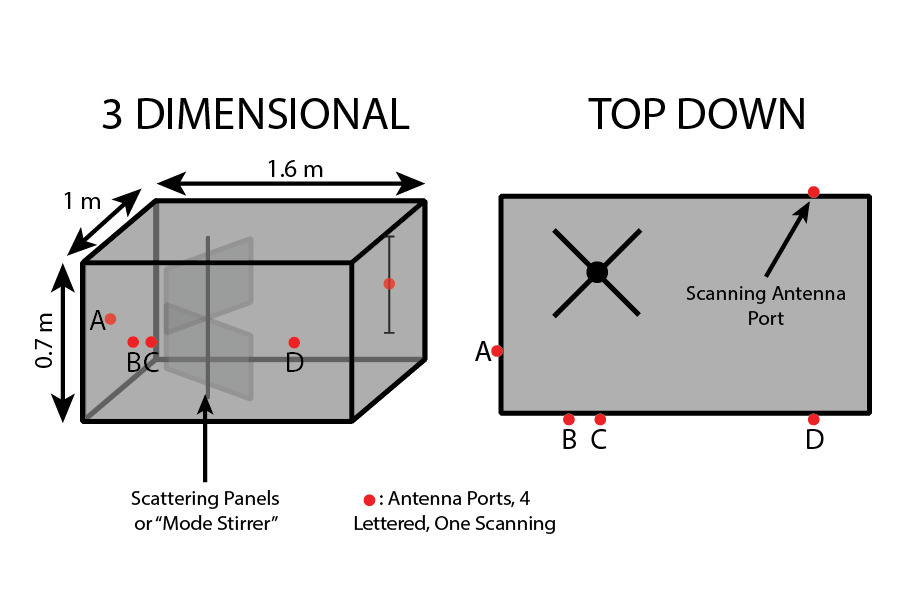 3 DIMENSIONAL
TOP DOWN
1.6 m
1 m
0.7 m
A
B
C
D
Scattering Panels
or “Mode Stirrer”
: Antenna Ports, 4
Lettered, One Scanning
Scanning Antenna
Port
A
B
C
D